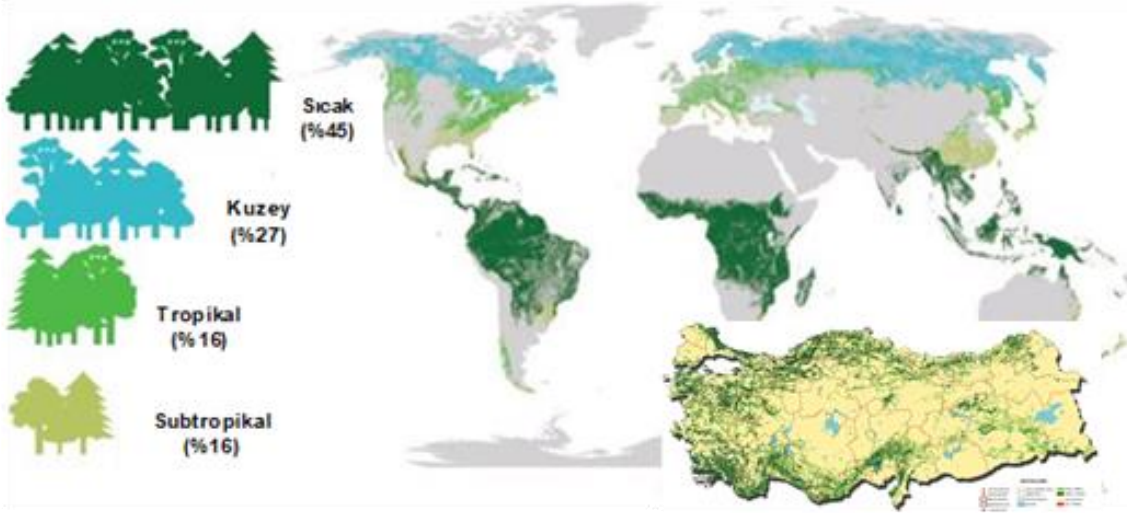 Sıcak
(%45)
Kuzey
(%27)
Tropikal
(%16)
Subtropikal
(%16)